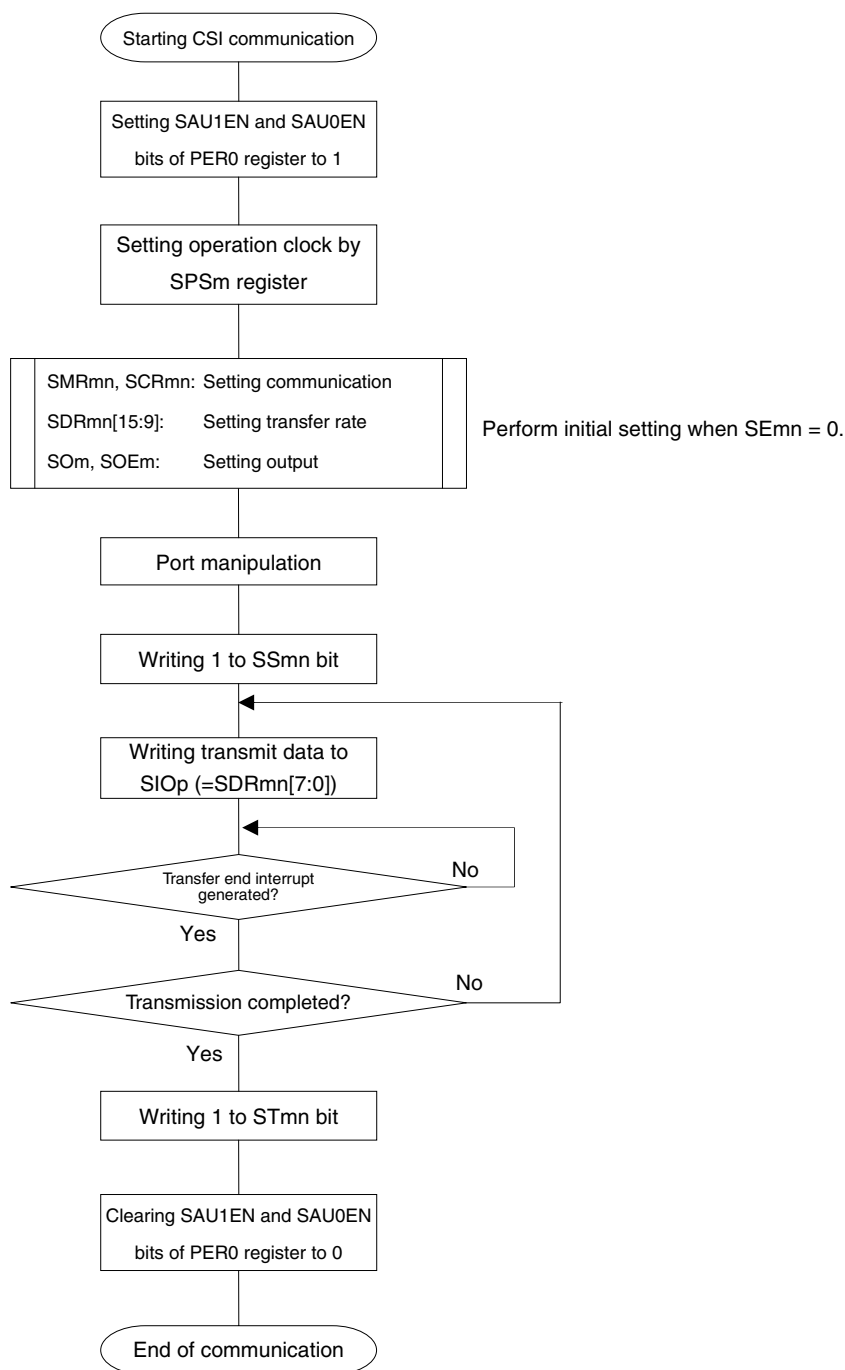 Starting CSI communication
Setting SAU1EN and SAU0EN
bits of PER0 register to 1
Setting operation clock by
SPSm register
SMRmn, SCRmn: Setting communication
SDRmn[15:9]: Setting transfer rate
SOm, SOEm: Setting output
Perform initial setting when SEmn = 0.
Port manipulation
Writing 1 to SSmn bit
Writing transmit data to
SIOp (=SDRmn[7:0])
Transfer end interrupt
generated?
No
Yes
Transmission completed?
No
Yes
Writing 1 to STmn bit
Clearing SAU1EN and SAU0EN
bits of PER0 register to 0
End of communication